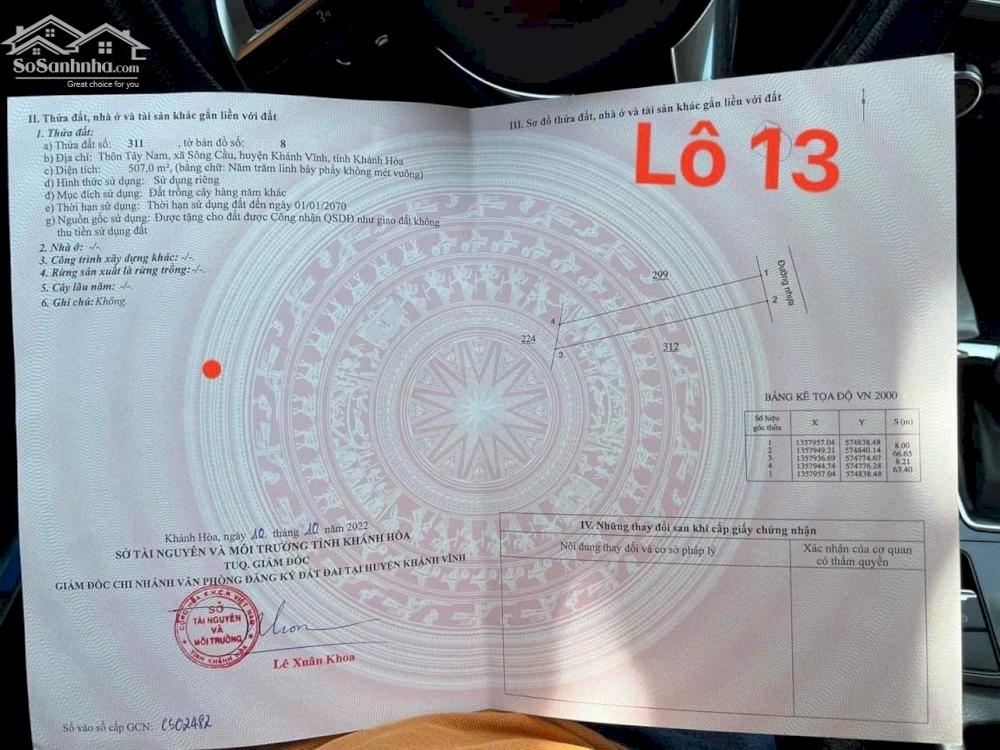 SoSanhnha.com
Great choice for you
II. Thửa đất, nhà ở và tài sản khác gắn liền với đất
1. Thửa đất:
a) Thửa đất số: 311 , tờ bản đồ số: 8
b) Địa chỉ: Thôn Tây Nam, xã Sông Cầu, huyện Khánh Vĩnh, tỉnh Khánh Hòa
c) Diện tích: 507,0 m², (bằng chữ: Năm trăm linh bảy phẩy không mét vuông)
d) Hình thức sử dụng: Sử dụng riêng
đ) Mục đích sử dụng: Đất trồng cây hàng năm khác
e) Thời hạn sử dụng: Thời hạn sử dụng đất đến ngày 01/01/2070
g) Nguồn gốc sử dụng: Được tặng cho đất được Công nhận QSDĐ như giao đất không
thu tiền sử dụng đất
2. Nhà ở: -/-.
3. Công trình xây dựng khác: -/-.
4. Rừng sản xuất là rừng trồng: -/-.
5. Cây lâu năm: -/-.
6. Ghi chú: Không.
Khánh Hòa, ngày 10 tháng 10 năm 2022
SỞ TÀI NGUYÊN VÀ MÔI TRƯỜNG TỈNH KHÁNH HÒA
TUQ. GIÁM ĐỐC
GIÁM ĐỐC CHI NHÁNH VĂN PHÒNG ĐĂNG KÝ ĐẤT ĐAI TẠI HUYỆN KHÁNH VĨNH
CỘNG HÒA X.H.C.N VIỆT NAM
SỞ
TÀI NGUYÊN
VÀ
MÔI TRƯỜNG
TỈNH KHÁNH HÒA
Lê Xuân Khoa
Số vào sổ cấp GCN: CS02482
III. Sơ đồ thửa đất, nhà ở và tài sản khác gắn liền với đất
Lô 13
299
1
Đường nhựa
2
4
224
3
312
BẢNG KÊ TỌA ĐỘ VN 2000
Số hiệu góc thửa X Y S (m)
1 1357957.04 574838.48
8.00
2 1357949.21 574840.14
66.65
3 1357936.69 574774.67
8.21
4 1357944.74 574776.28
63.40
1 1357957.04 574838.48
IV. Những thay đổi sau khi cấp giấy chứng nhận
Nội dung thay đổi và cơ sở pháp lý
Xác nhận của cơ quan
có thẩm quyền